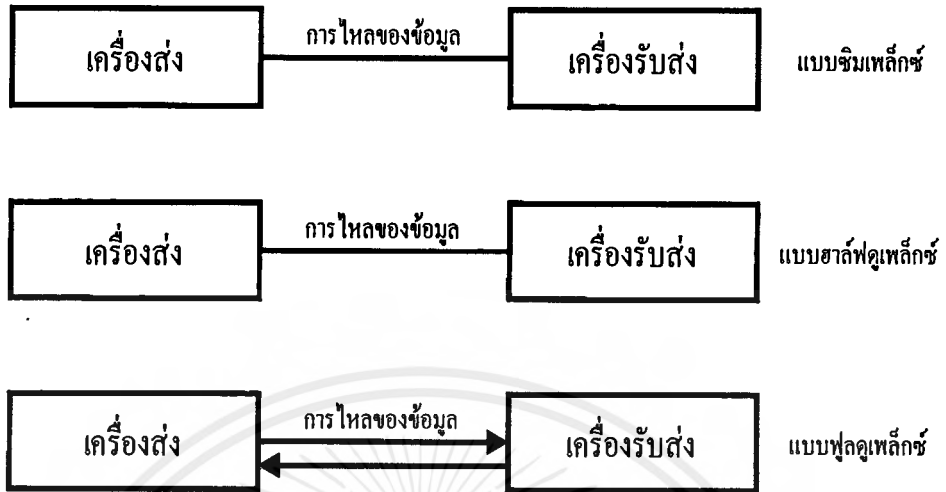 การไหลของข้อมูล
เครื่องส่ง เครื่องรับส่ง แบบซิมเพล็กซ์
การไหลของข้อมูล
เครื่องส่ง เครื่องรับส่ง แบบฮาล์ฟดูเพล็กซ์
การไหลของข้อมูล
เครื่องส่ง เครื่องรับส่ง แบบฟูลดูเพล็กซ์